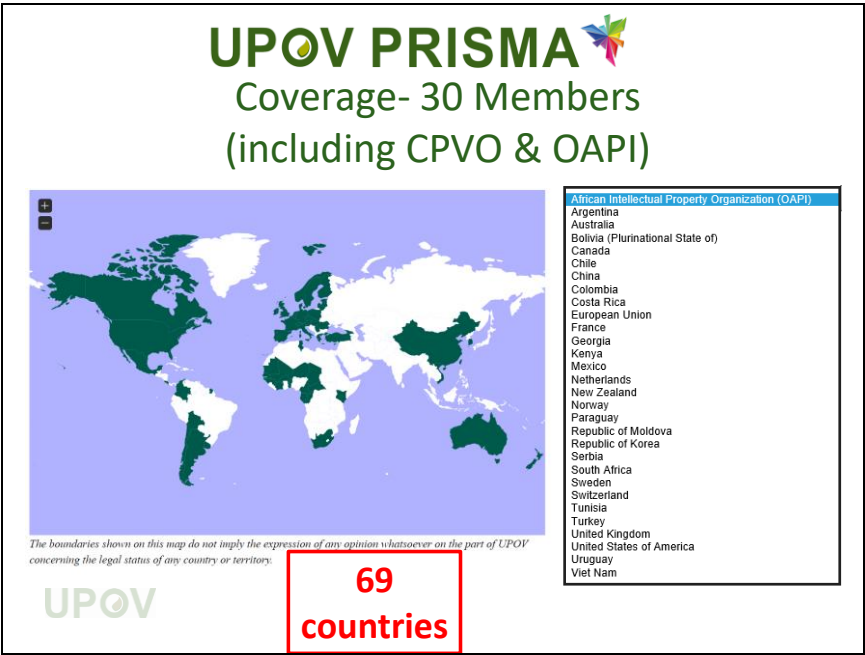 UPOV PRISMA
Coverage- 30 Members
(including CPVO & OAPI)
+
−
African Intellectual Property Organization (OAPI)
Argentina
Australia
Bolivia (Plurinational State of)
Canada
Chile
China
Colombia
Costa Rica
European Union
France
Georgia
Kenya
Mexico
Netherlands
New Zealand
Norway
Paraguay
Republic of Moldova
Republic of Korea
Serbia
South Africa
Sweden
Switzerland
Tunisia
Turkey
United Kingdom
United States of America
Uruguay
Viet Nam
The boundaries shown on this map do not imply the expression of any opinion whatsoever on the part of UPOV
concerning the legal status of any country or territory.
69
countries
UPOV